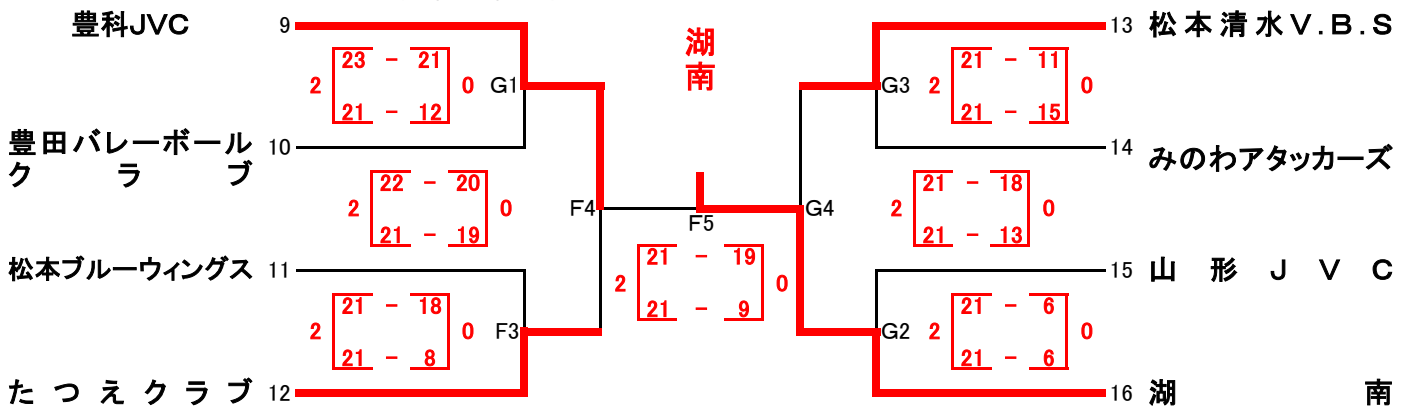 豊科JVC 9
13 松本清水V.B.S
湖
南
23 - 21
2 0 G1
21 - 12
21 - 11
G3 2 0
21 - 15
豊田バレーボール
クラブ 10
14 みのわアタッカーズ
22 - 20
2 0
21 - 19
F4
F5
G4
21 - 18
2 0
21 - 13
21 - 19
2 0
21 - 9
松本ブルーウィングス 11
15 山形JVC
21 - 18
2 0 F3
21 - 8
21 - 6
G2 2 0
21 - 6
たつえクラブ 12
16 湖南